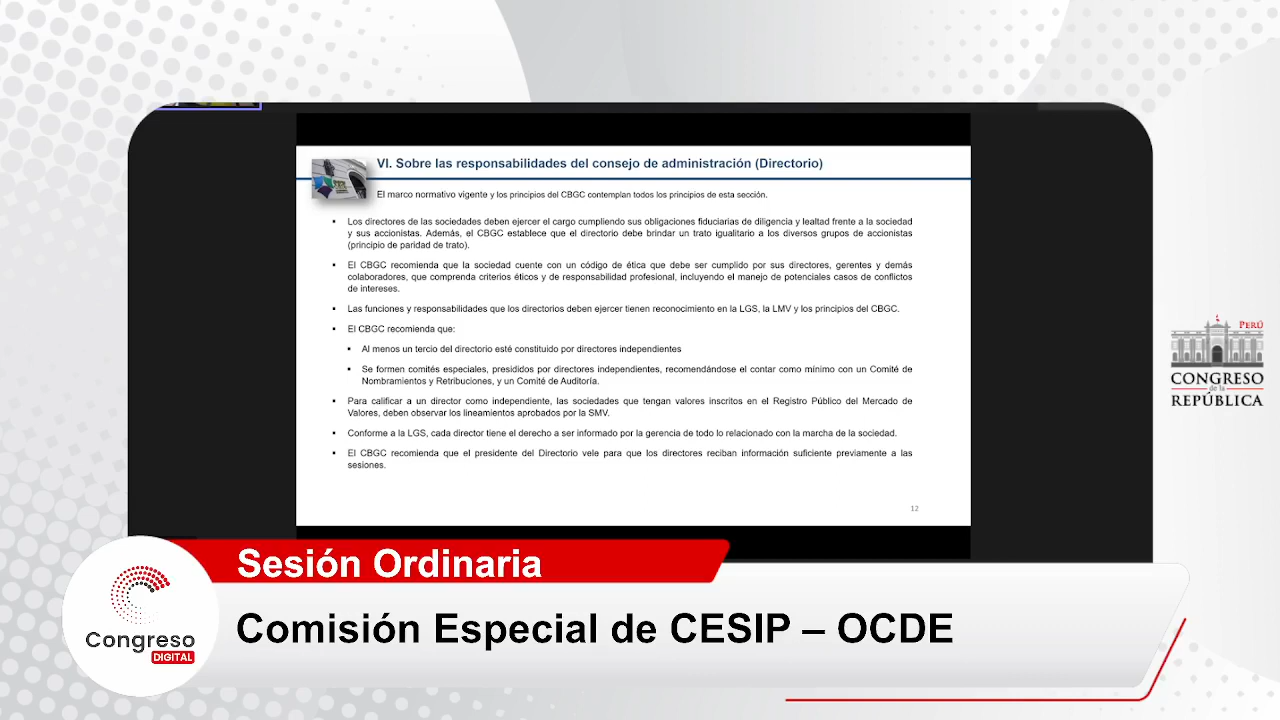 VI. Sobre las responsabilidades del consejo de administración (Directorio)
El marco normativo vigente y los principios del CBGC contemplan todos los principios de esta sección.
▪ Los directores de las sociedades deben ejercer el cargo cumpliendo sus obligaciones fiduciarias de diligencia y lealtad frente a la sociedad
y sus accionistas. Además, el CBGC establece que el directorio debe brindar un trato igualitario a los diversos grupos de accionistas
(principio de paridad de trato).
▪ El CBGC recomienda que la sociedad cuente con un código de ética que debe ser cumplido por sus directores, gerentes y demás
colaboradores, que comprenda criterios éticos y de responsabilidad profesional, incluyendo el manejo de potenciales casos de conflictos
de intereses.
▪ Las funciones y responsabilidades que los directorios deben ejercer tienen reconocimiento en la LGS, la LMV y los principios del CBGC.
▪ El CBGC recomienda que:
▪ Al menos un tercio del directorio esté constituido por directores independientes
▪ Se formen comités especiales, presididos por directores independientes, recomendándose el contar como mínimo con un Comité de
Nombramientos y Retribuciones, y un Comité de Auditoría.
▪ Para calificar a un director como independiente, las sociedades que tengan valores inscritos en el Registro Público del Mercado de
Valores, deben observar los lineamientos aprobados por la SMV.
▪ Conforme a la LGS, cada director tiene el derecho a ser informado por la gerencia de todo lo relacionado con la marcha de la sociedad.
▪ El CBGC recomienda que el presidente del Directorio vele para que los directores reciban información suficiente previamente a las
sesiones.
12
PERÚ
CONGRESO
de la
REPÚBLICA
Sesión Ordinaria
Comisión Especial de CESIP – OCDE
Congreso
DIGITAL